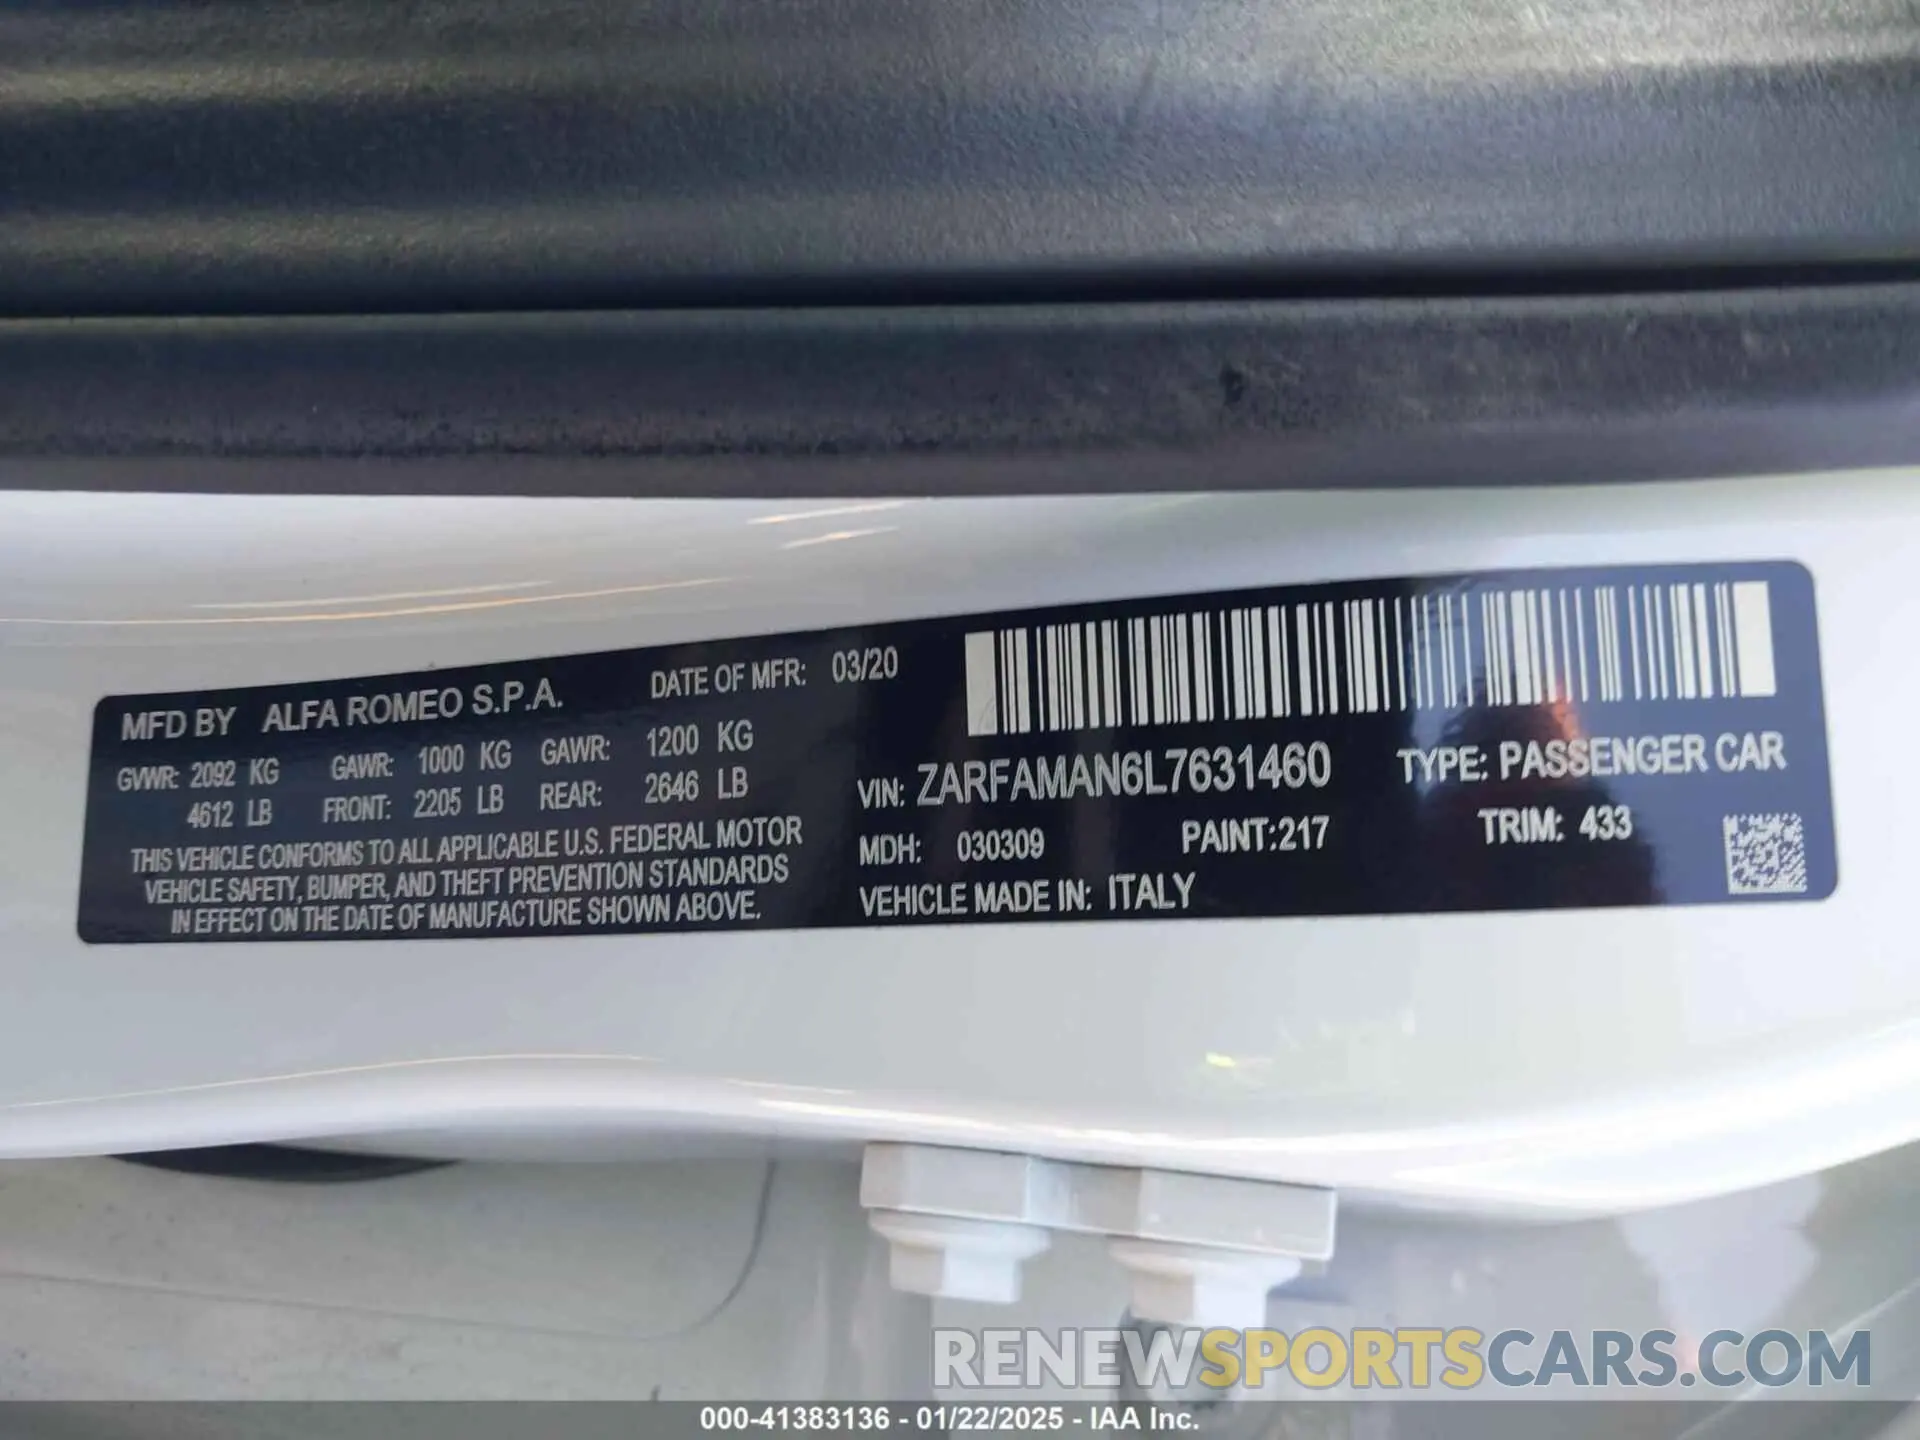 MFD BY ALFA ROMEO S.P.A. DATE OF MFR: 03/20
GVWR: 2092 KG GAWR: 1000 KG GAWR: 1200 KG
4612 LB FRONT: 2205 LB REAR: 2646 LB
THIS VEHICLE CONFORMS TO ALL APPLICABLE U.S. FEDERAL MOTOR
VEHICLE SAFETY, BUMPER, AND THEFT PREVENTION STANDARDS
IN EFFECT ON THE DATE OF MANUFACTURE SHOWN ABOVE.
VIN: ZARFAMAN6L7631460 TYPE: PASSENGER CAR
MDH: 030309 PAINT:217 TRIM: 433
VEHICLE MADE IN: ITALY
RENEWSPORTSCARS.COM
000-41383136 - 01/22/2025 - IAA Inc.